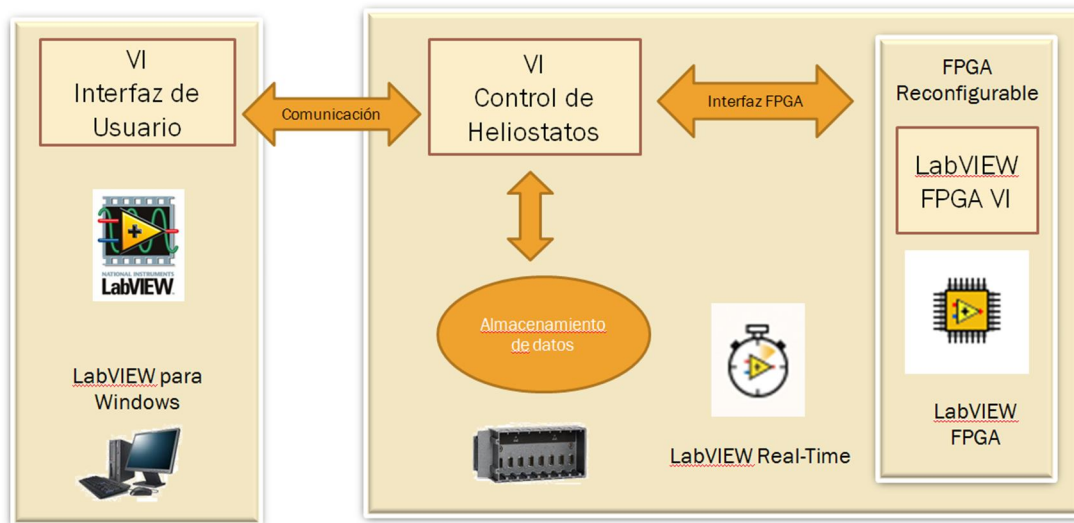 VI
Interfaz de
Usuario
NATIONAL INSTRUMENTS
LabVIEW
LabVIEW para
Windows
Comunicación
VI
Control de
Heliostatos
Almacenamiento
de datos
LabVIEW Real-Time
Interfaz FPGA
FPGA
Reconfigurable
LabVIEW
FPGA VI
LabVIEW
FPGA